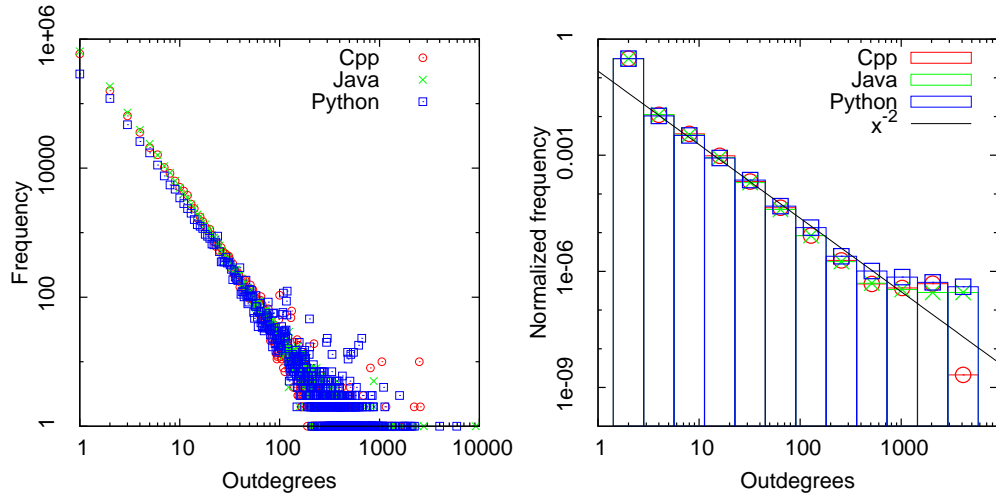 1e+06
10000
100
1
Frequency
1
10
100
1000
10000
Outdegrees
Cpp
Java
Python
1
0.001
1e-06
1e-09
Normalized frequency
1
10
100
1000
Outdegrees
Cpp
Java
Python
x⁻²